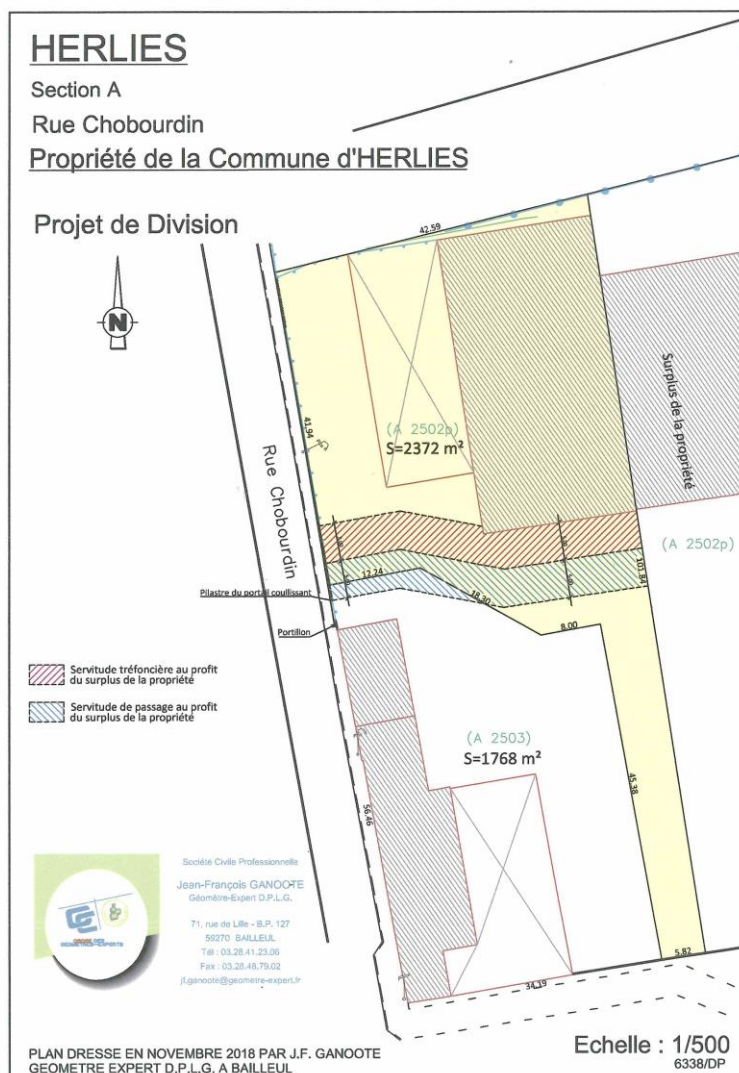 HERLIES
Section A
Rue Chobourdin
Propriété de la Commune d'HERLIES
Projet de Division
N
42.59
41.94
(A 2502p)
S=2372 m²
Surplus de la propriété
Rue Chobourdin
(A 2502p)
101.84
12.24
Pilastre du portail coulissant
18.30
Portillon
8.00
Servitude tréfoncière au profit
du surplus de la propriété
Servitude de passage au profit
du surplus de la propriété
(A 2503)
S=1768 m²
45.38
56.46
Société Civile Professionnelle
Jean-François GANOOTE
Géomètre-Expert D.P.L.G.
71, rue de Lille - B.P. 127
59270 BAILLEUL
Tél : 03.28.41.23.06
Fax : 03.28.48.79.02
jf.ganoote@geometre-expert.fr
ORDRE DES
GÉOMÈTRES-EXPERTS
5.82
34.19
PLAN DRESSE EN NOVEMBRE 2018 PAR J.F. GANOOTE
GEOMETRE EXPERT D.P.L.G. A BAILLEUL
Echelle : 1/500
6338/DP